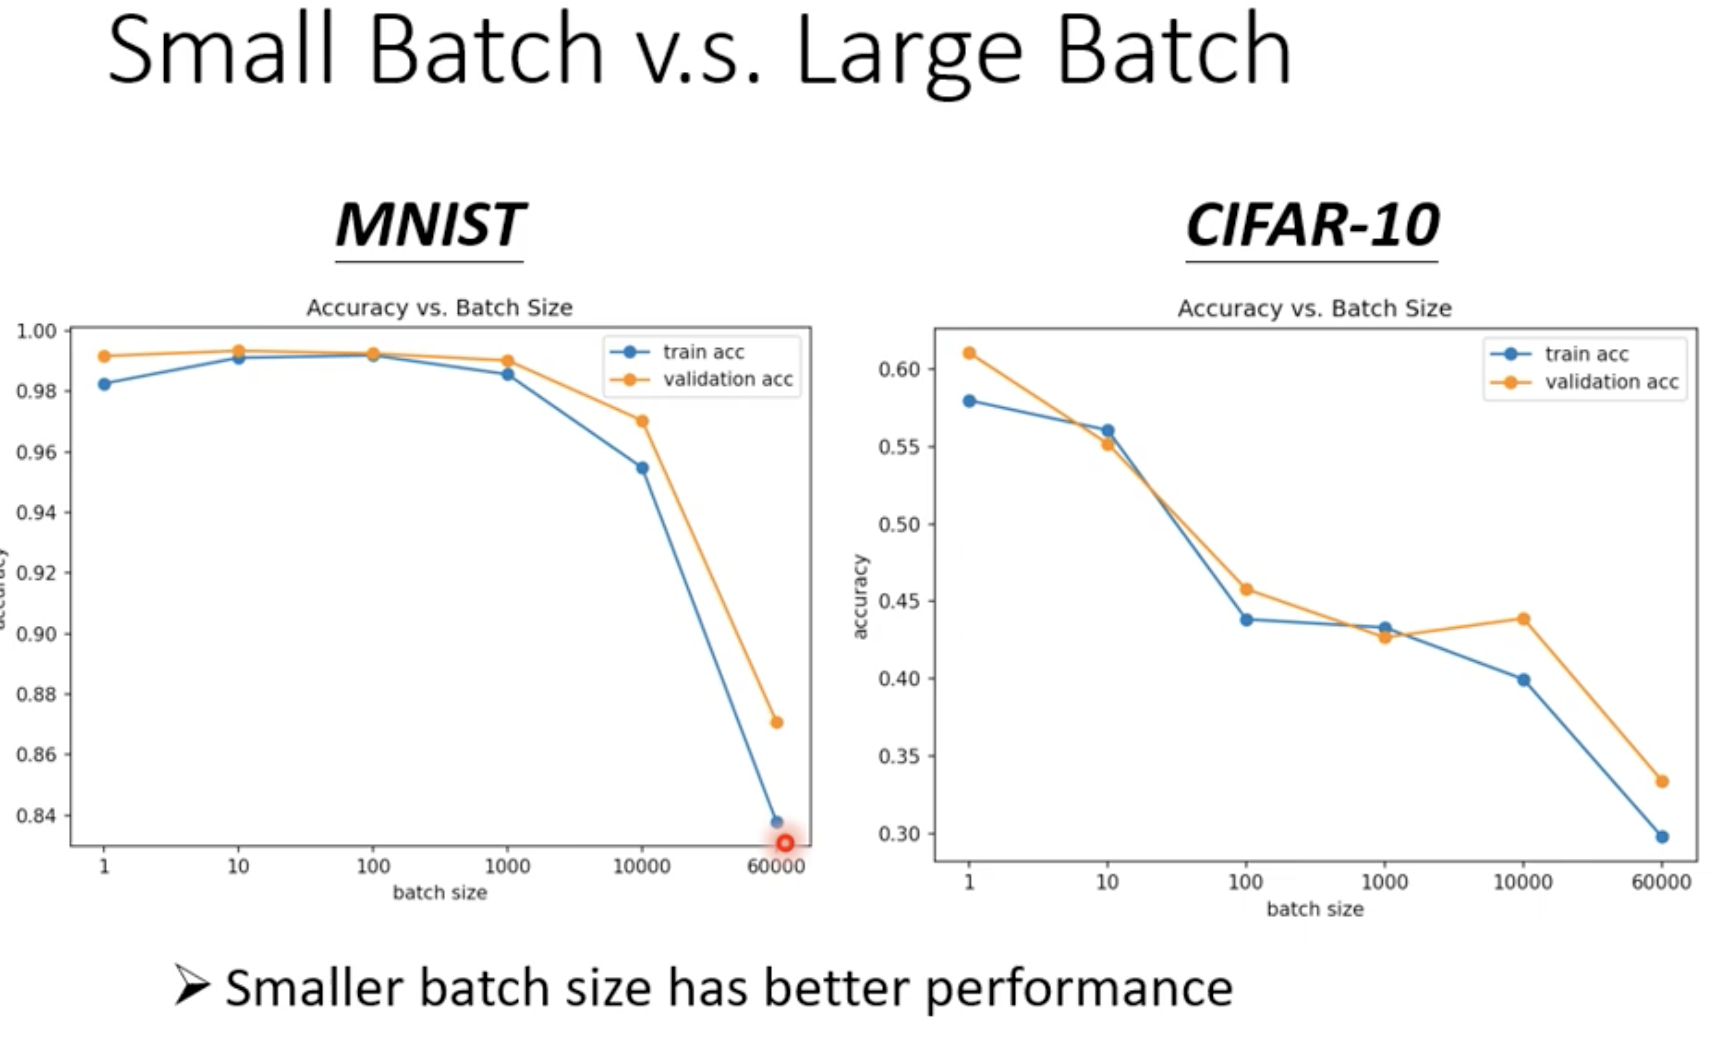 Small Batch v.s. Large Batch
MNIST
CIFAR-10
Accuracy vs. Batch Size
1.00
0.98
0.96
0.94
0.92
0.90
0.88
0.86
0.84
train acc
validation acc
1 10 100 1000 10000 60000
batch size
Accuracy vs. Batch Size
accuracy
0.60
0.55
0.50
0.45
0.40
0.35
0.30
train acc
validation acc
1 10 100 1000 10000 60000
batch size
Smaller batch size has better performance